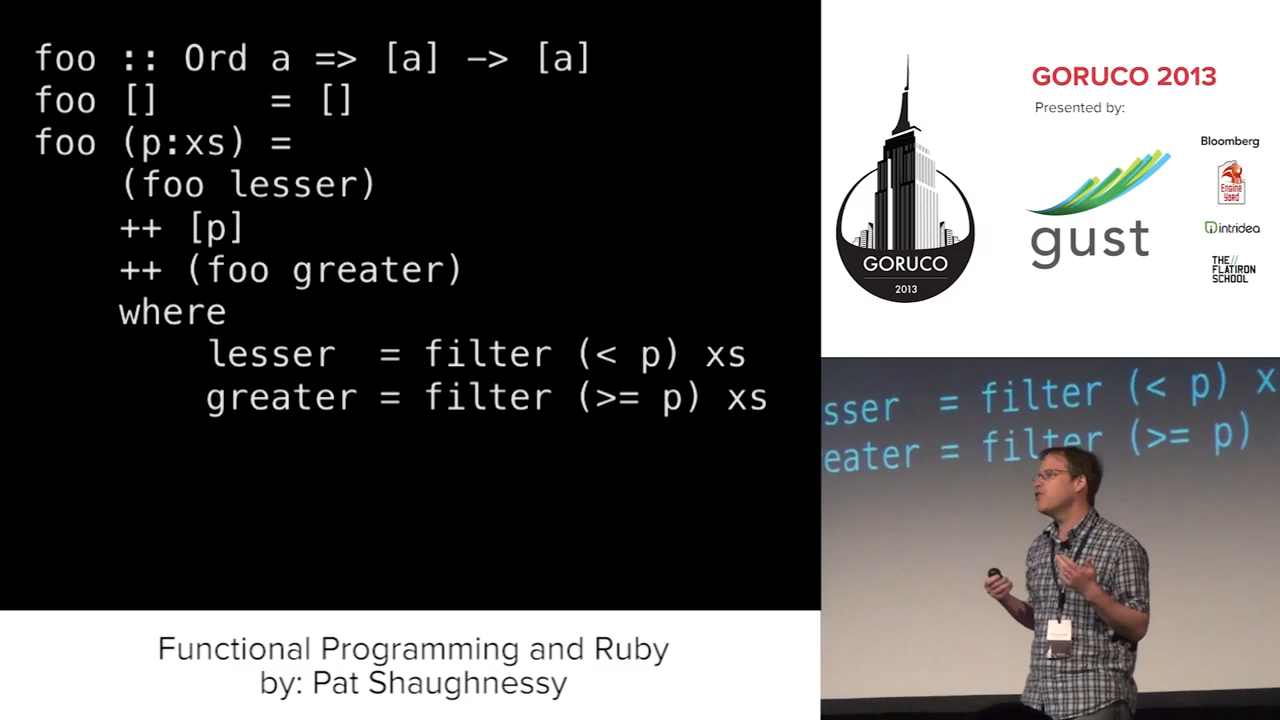 foo :: Ord a => [a] -> [a]
foo []     = []
foo (p:xs) =
    (foo lesser)
    ++ [p]
    ++ (foo greater)
    where
        lesser  = filter (< p) xs
        greater = filter (>= p) xs
Functional Programming and Ruby
by: Pat Shaughnessy
GORUCO
2013
GORUCO 2013
Presented by:
gust
Bloomberg
Engine Yard
intridea
THE//
FLATIRON
SCHOOL
sser  = filter (< p) x
eater = filter (>= p)